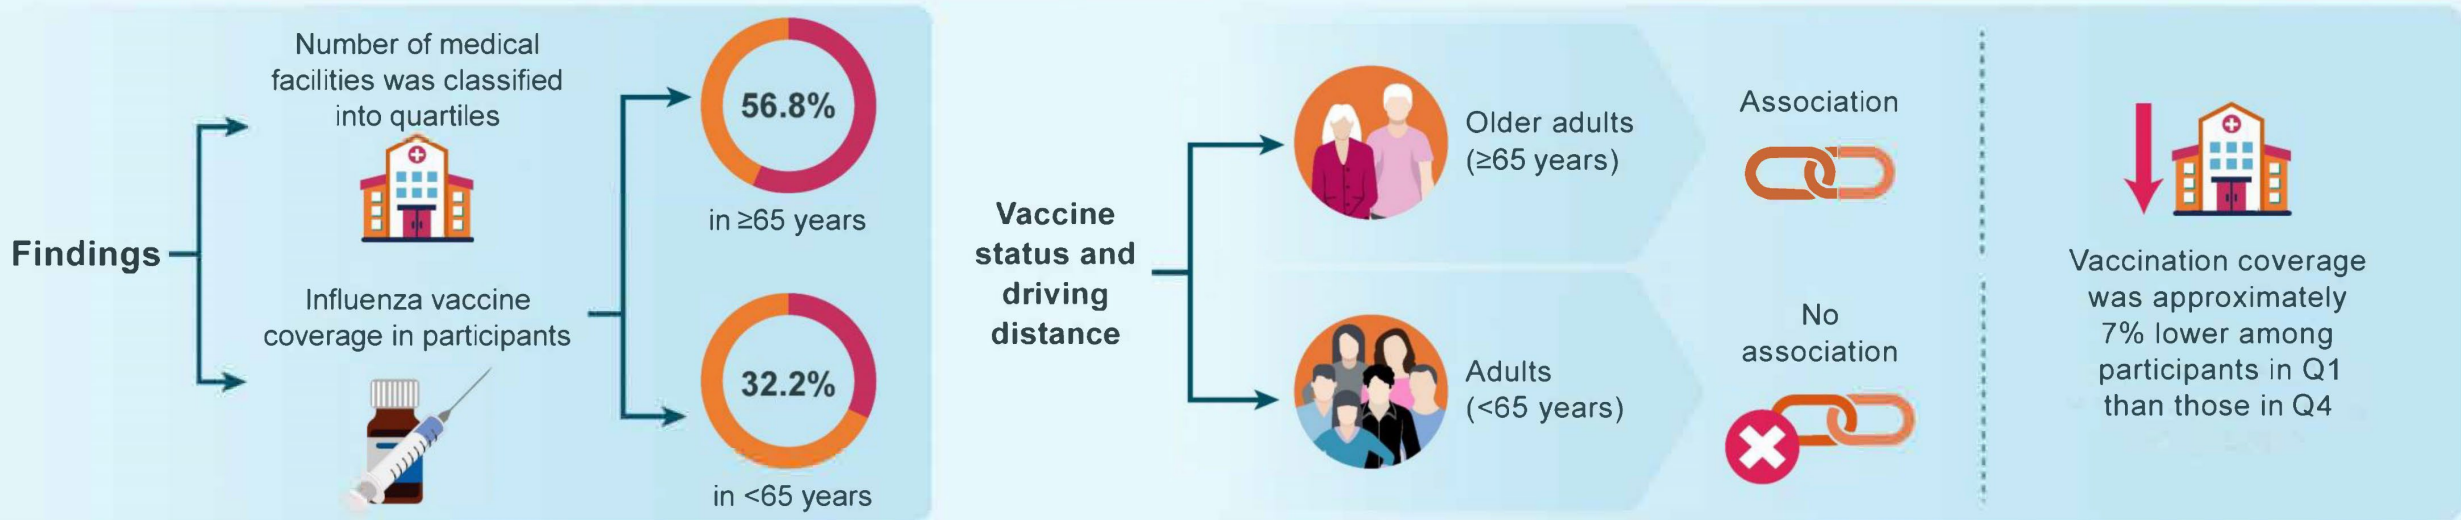 Findings
Number of medical
facilities was classified
into quartiles
Influenza vaccine
coverage in participants
56.8%
in ≥65 years
32.2%
in <65 years
Vaccine
status and
driving
distance
Older adults
(≥65 years)
Association
Adults
(<65 years)
No
association
Vaccination coverage
was approximately
7% lower among
participants in Q1
than those in Q4